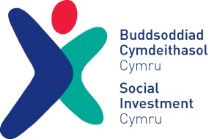 Buddsoddiad
Cymdeithasol
Cymru
Social
Investment
Cymru